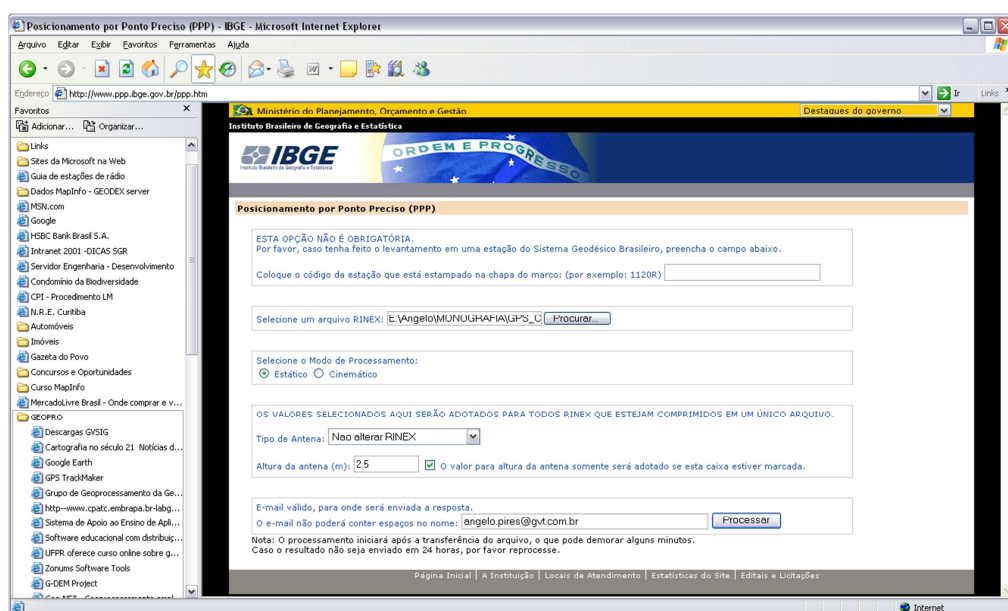 Posicionamento por Ponto Preciso (PPP) - IBGE - Microsoft Internet Explorer
Arquivo Editar Exibir Favoritos Ferramentas Ajuda
Endereço http://www.ppp.ibge.gov.br/ppp.htm Ir Links
Favoritos
Adicionar... Organizar...
Links
Sites da Microsoft na Web
Guia de estações de rádio
Dados MapInfo - GEODEX server
MSN.com
Google
HSBC Bank Brasil S.A.
Intranet 2001 -DICAS SGR
Servidor Engenharia - Desenvolvimento
Condomínio da Biodiversidade
CPI - Procedimento LM
N.R.E. Curitiba
Automóveis
Imóveis
Gazeta do Povo
Concursos e Oportunidades
Curso MapInfo
MercadoLivre Brasil - Onde comprar e v...
GEOPRO
Descargas GVSIG
Cartografia no século 21 Notícias d...
Google Earth
GPS TrackMaker
Grupo de Geoprocessamento da Ge...
http--www.cpatc.embrapa.br-labg...
Sistema de Apoio ao Ensino de Apli...
Software educacional com distribuiç...
UFPR oferece curso online sobre g...
Zonums Software Tools
G-DEM Project
Ministério do Planejamento, Orçamento e Gestão
Destaques do governo
Instituto Brasileiro de Geografia e Estatística
IBGE
Instituto Brasileiro de Geografia e Estatística
ORDEM E PROGRESSO
Posicionamento por Ponto Preciso (PPP)
ESTA OPÇÃO NÃO É OBRIGATÓRIA.
Por favor, caso tenha feito o levantamento em uma estação do Sistema Geodésico Brasileiro, preencha o campo abaixo.
Coloque o código da estação que está estampado na chapa do marco: (por exemplo: 1120R)
Selecione um arquivo RINEX: E:\Angelo\MONOGRAFIA\GPS_C Procurar...
Selecione o Modo de Processamento:
Estático Cinemático
OS VALORES SELECIONADOS AQUI SERÃO ADOTADOS PARA TODOS RINEX QUE ESTEJAM COMPRIMIDOS EM UM ÚNICO ARQUIVO.
Tipo de Antena: Nao alterar RINEX
Altura da antena (m): 2.5 O valor para altura da antena somente será adotado se esta caixa estiver marcada.
E-mail válido, para onde será enviada a resposta.
O e-mail não poderá conter espaços no nome: angelo.pires@gvt.com.br Processar
Nota: O processamento iniciará após a transferência do arquivo, o que pode demorar alguns minutos.
Caso o resultado não seja enviado em 24 horas, por favor reprocesse.
Página Inicial | A Instituição | Locais de Atendimento | Estatísticas do Site | Editais e Licitações
Internet